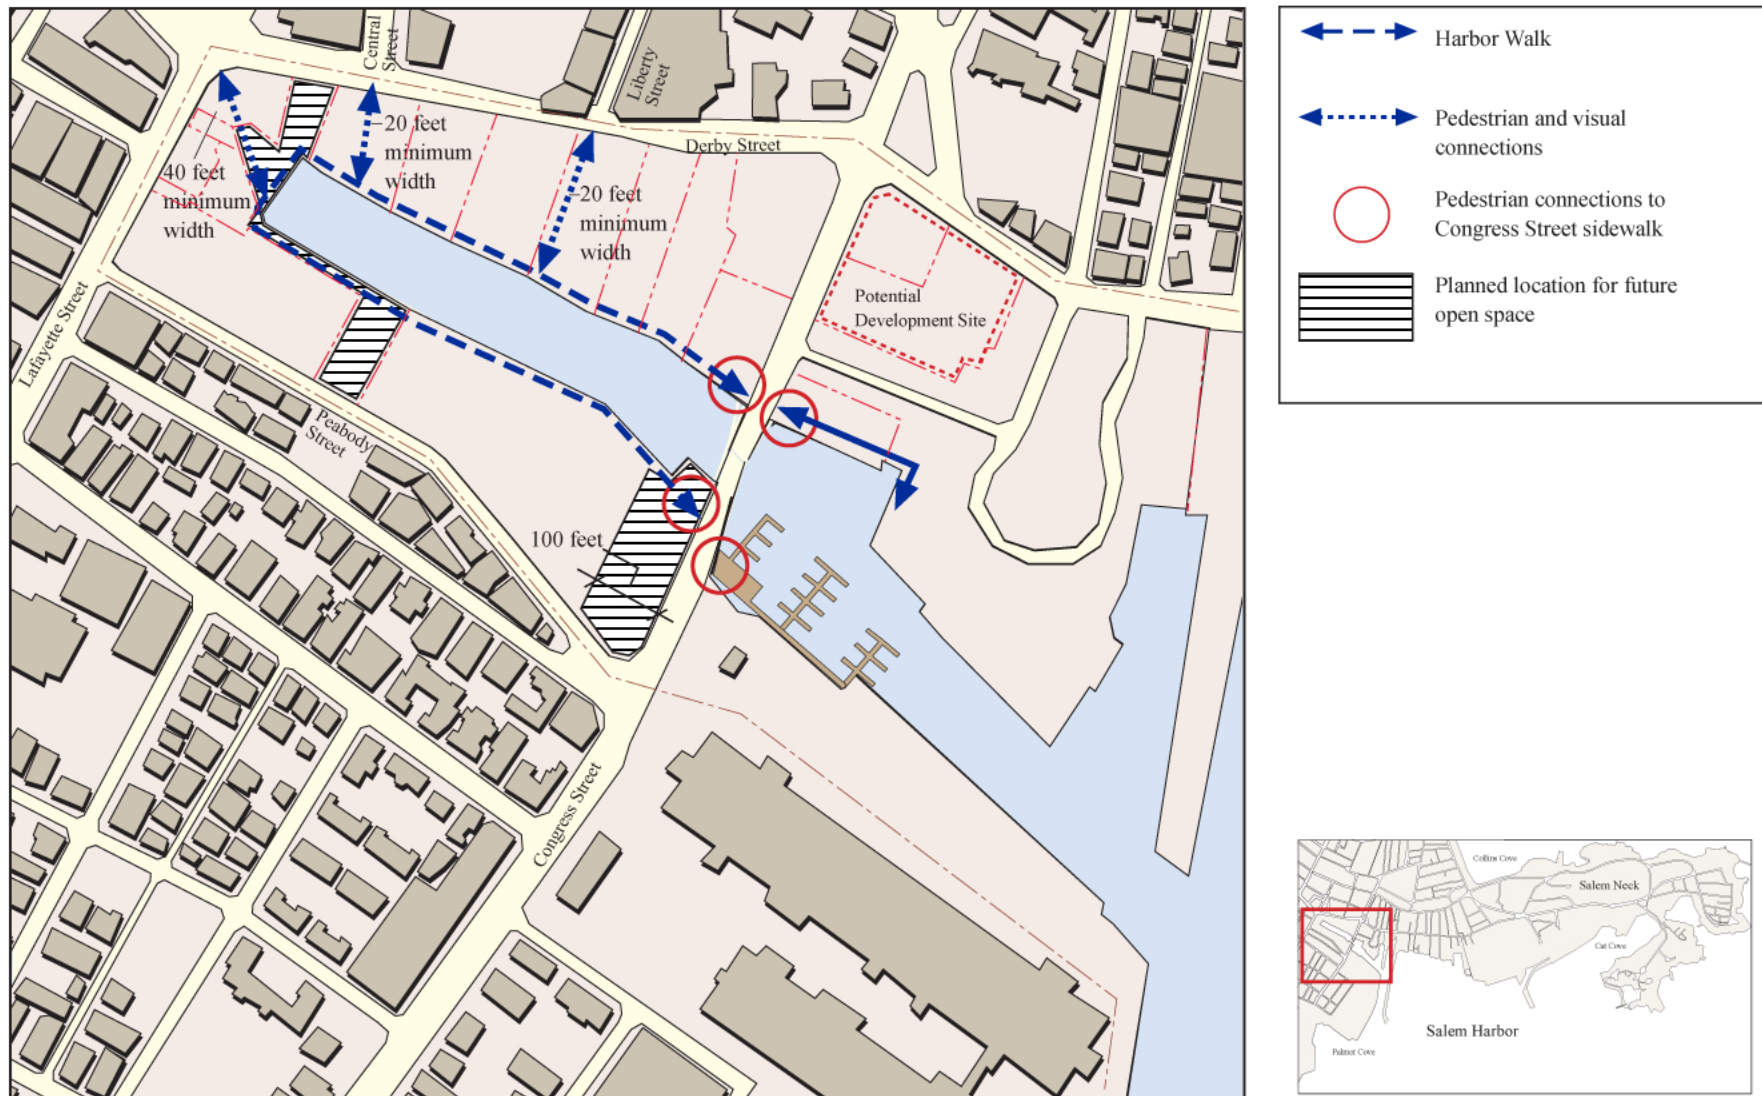 Central
Street
Liberty
Street
–20 feet
minimum
width
Derby Street
40 feet
minimum
width
–20 feet
minimum
width
Potential
Development Site
Lafayette Street
Peabody
Street
100 feet
Congress Street
Harbor Walk
Pedestrian and visual
connections
Pedestrian connections to
Congress Street sidewalk
Planned location for future
open space
Collins Cove
Salem Neck
Cat Cove
Salem Harbor
Palmer Cove